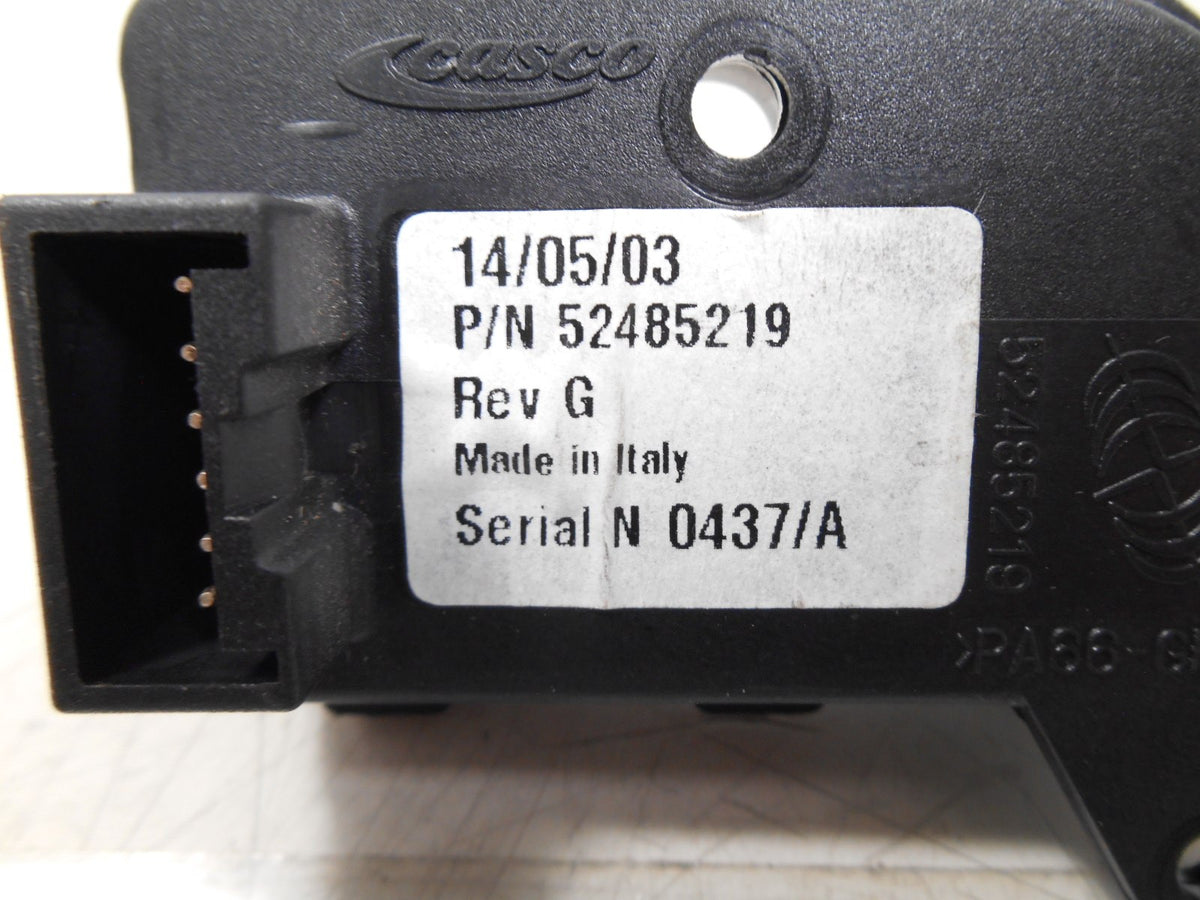 casco
14/05/03
P/N 52485219
Rev G
Made in Italy
Serial N 0437/A
52485219
>PA66-G